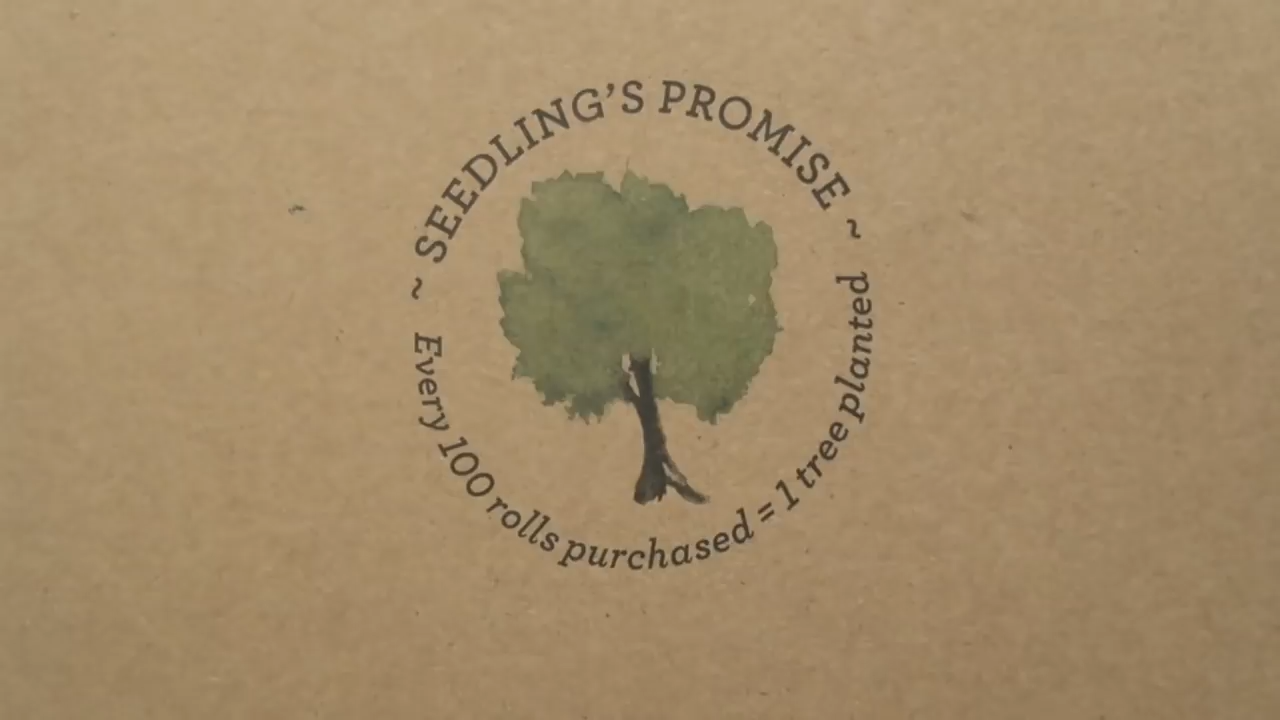 ~ SEEDLING'S PROMISE ~
Every 100 rolls purchased = 1 tree planted